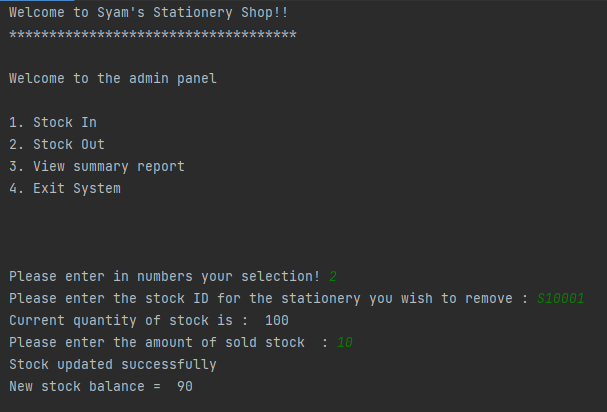 Welcome to Syam's Stationery Shop!!
************************************
Welcome to the admin panel
1. Stock In
2. Stock Out
3. View summary report
4. Exit System
Please enter in numbers your selection! 2
Please enter the stock ID for the stationery you wish to remove : S10001
Current quantity of stock is :  100
Please enter the amount of sold stock  : 10
Stock updated successfully
New stock balance =  90